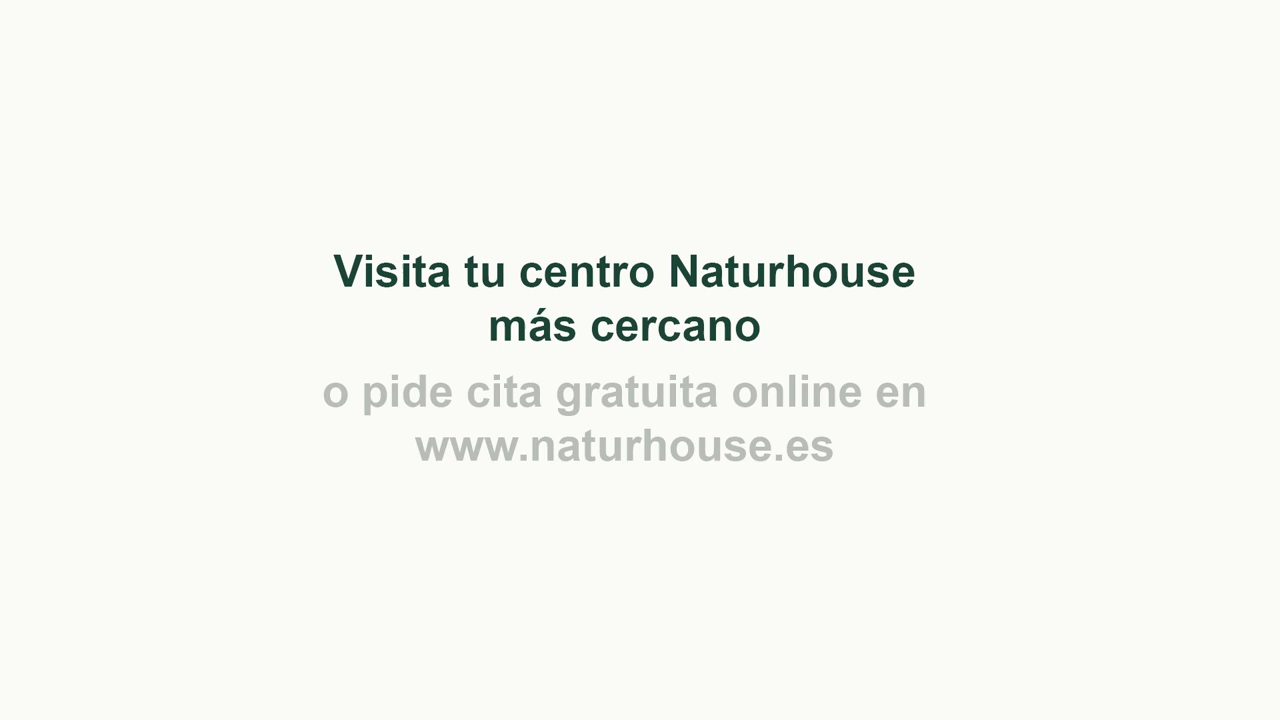 Visita tu centro Naturhouse
más cercano
o pide cita gratuita online en
www.naturhouse.es